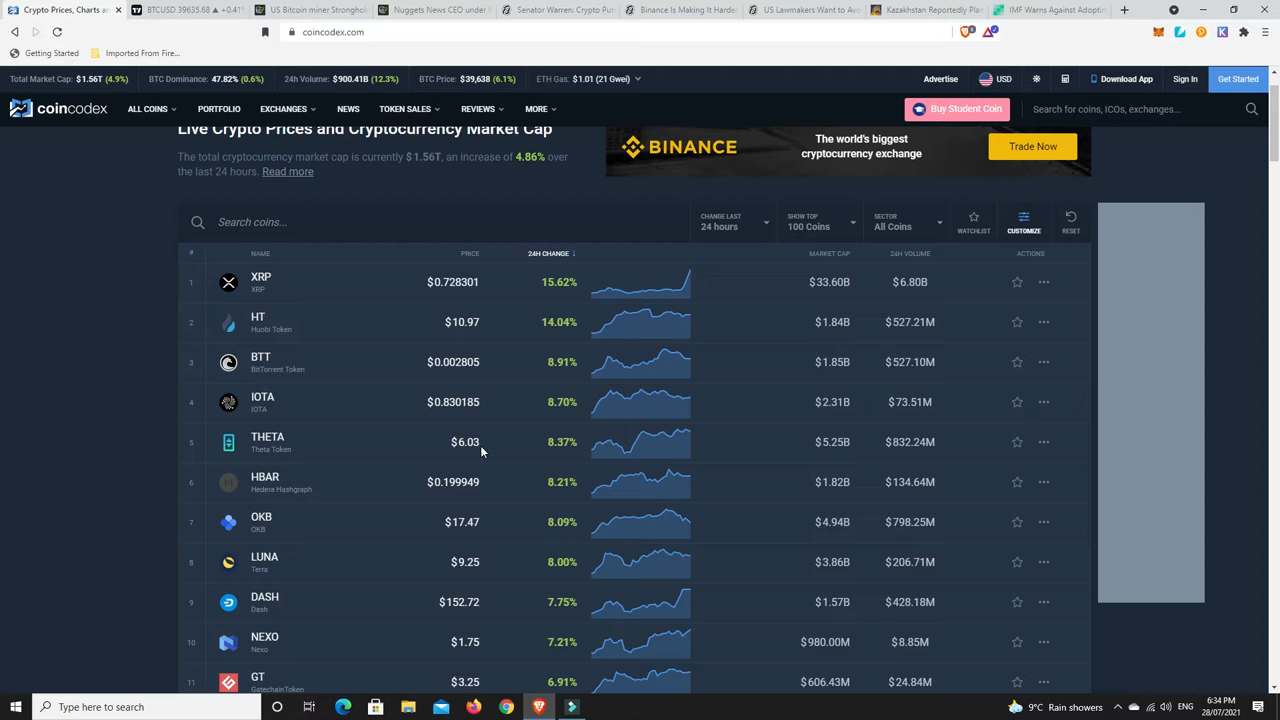 Crypto Prices, Charts a
BTCUSD 39635.68 ▲ +0.41
US Bitcoin miner Strongho
Nuggets News CEO under
Senator Warren: Crypto Put
Binance Is Making It Harde
US Lawmakers Want to Avo
Kazakhstan Reportedly Plan
IMF Warns Against Adoptin
coincodex.com
Getting Started
Imported From Fire...
Total Market Cap: $1.56T (4.9%)
BTC Dominance: 47.82% (0.6%)
24h Volume: $900.41B (12.3%)
BTC Price: $39,638 (6.1%)
ETH Gas: $1.01 (21 Gwei)
Advertise
USD
Download App
Sign In
Get Started
coincodex
ALL COINS
PORTFOLIO
EXCHANGES
NEWS
TOKEN SALES
REVIEWS
MORE
Buy Student Coin
Search for coins, ICOs, exchanges...
Live Crypto Prices and Cryptocurrency Market Cap
The total cryptocurrency market cap is currently $1.56T, an increase of 4.86% over
the last 24 hours. Read more
BINANCE
The world's biggest
cryptocurrency exchange
Trade Now
Search coins...
CHANGE LAST
24 hours
SHOW TOP
100 Coins
SECTOR
All Coins
WATCHLIST
CUSTOMIZE
RESET
# NAME PRICE 24H CHANGE ↓ MARKET CAP 24H VOLUME ACTIONS
1 XRP $0.728301 15.62% $33.60B $6.80B
XRP
2 HT $10.97 14.04% $1.84B $527.21M
Huobi Token
3 BTT $0.002805 8.91% $1.85B $527.10M
BitTorrent Token
4 IOTA $0.830185 8.70% $2.31B $73.51M
IOTA
5 THETA $6.03 8.37% $5.25B $832.24M
Theta Token
6 HBAR $0.199949 8.21% $1.82B $134.64M
Hedera Hashgraph
7 OKB $17.47 8.09% $4.94B $798.25M
OKB
8 LUNA $9.25 8.00% $3.86B $206.71M
Terra
9 DASH $152.72 7.75% $1.57B $428.18M
Dash
10 NEXO $1.75 7.21% $980.00M $8.85M
Nexo
11 GT $3.25 6.91% $606.43M $24.84M
GatechainToken
Type here to search
9°C Rain showers
6:34 PM
28/07/2021